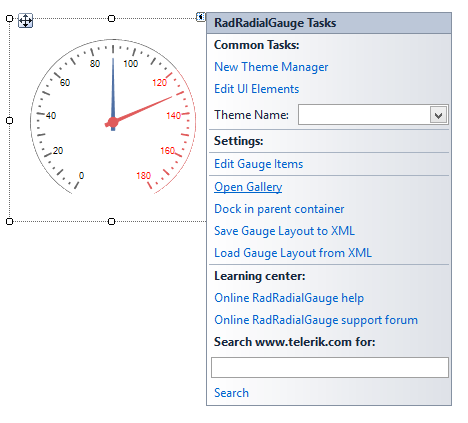 RadRadialGauge Tasks
Common Tasks:
New Theme Manager
Edit UI Elements
Theme Name:
Settings:
Edit Gauge Items
Open Gallery
Dock in parent container
Save Gauge Layout to XML
Load Gauge Layout from XML
Learning center:
Online RadRadialGauge help
Online RadRadialGauge support forum
Search www.telerik.com for:
Search
0
20
40
60
80
100
120
140
160
180